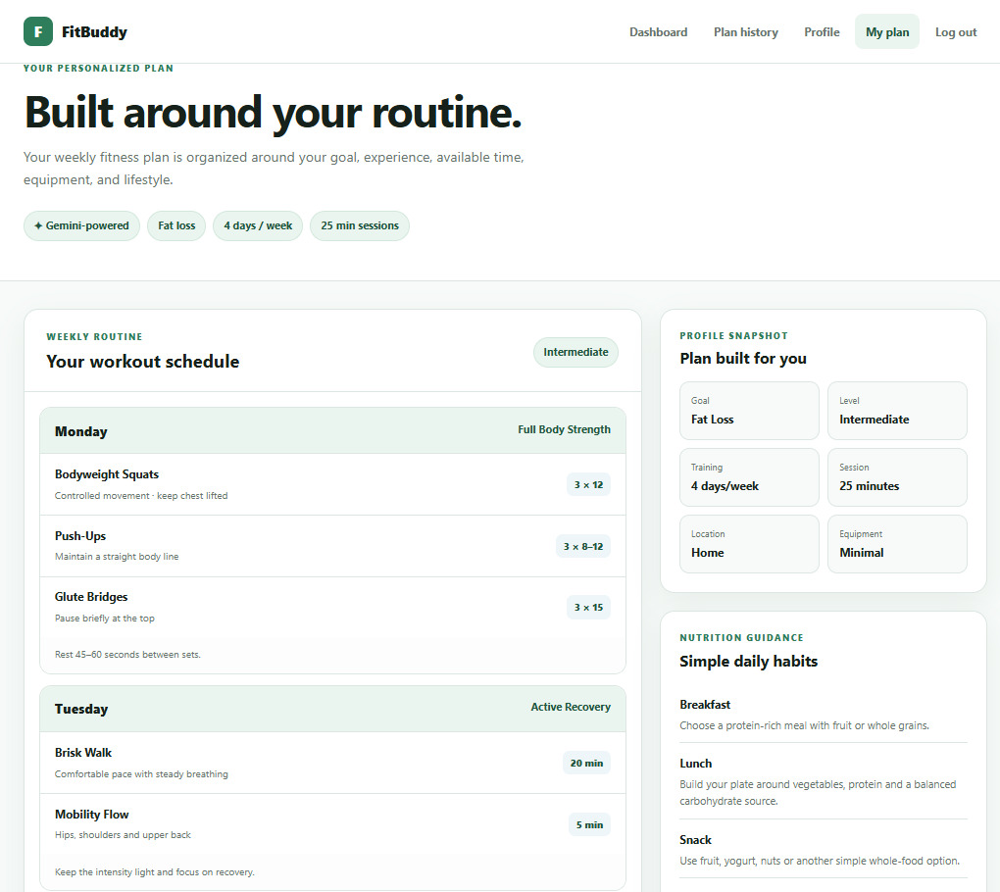 F FitBuddy
Dashboard Plan history Profile My plan Log out
YOUR PERSONALIZED PLAN
Built around your routine.
Your weekly fitness plan is organized around your goal, experience, available time,
equipment, and lifestyle.
✦ Gemini-powered Fat loss 4 days / week 25 min sessions
WEEKLY ROUTINE
Your workout schedule
Intermediate
Monday Full Body Strength
Bodyweight Squats
Controlled movement · keep chest lifted
3 × 12
Push-Ups
Maintain a straight body line
3 × 8–12
Glute Bridges
Pause briefly at the top
3 × 15
Rest 45–60 seconds between sets.
Tuesday Active Recovery
Brisk Walk
Comfortable pace with steady breathing
20 min
Mobility Flow
Hips, shoulders and upper back
5 min
Keep the intensity light and focus on recovery.
PROFILE SNAPSHOT
Plan built for you
Goal
Fat Loss
Level
Intermediate
Training
4 days/week
Session
25 minutes
Location
Home
Equipment
Minimal
NUTRITION GUIDANCE
Simple daily habits
Breakfast
Choose a protein-rich meal with fruit or whole grains.
Lunch
Build your plate around vegetables, protein and a balanced
carbohydrate source.
Snack
Use fruit, yogurt, nuts or another simple whole-food option.